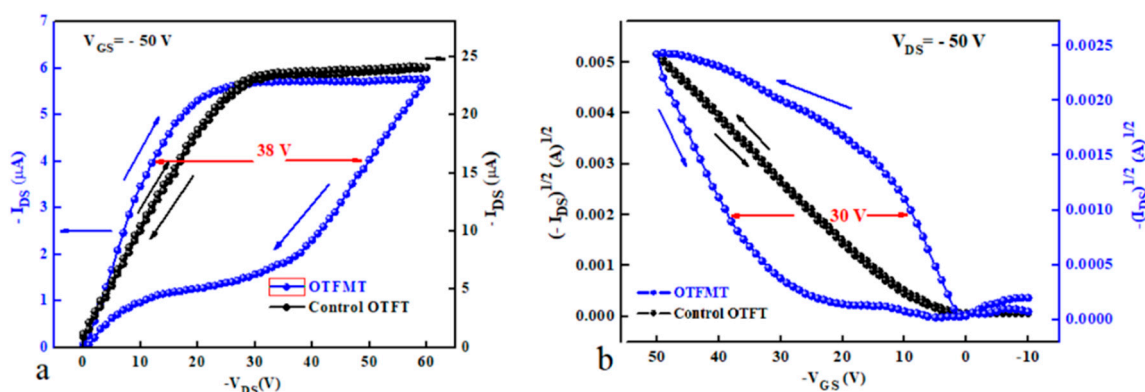 V_GS= - 50 V
38 V
OTFMT
Control OTFT
7
6
5
4
3
2
1
0
- I_DS (µA)
25
20
15
10
5
0
- I_DS (µA)
0 10 20 30 40 50 60
-V_DS(V)
a
V_DS= - 50 V
30 V
OTFMT
Control OTFT
0.005
0.004
0.003
0.002
0.001
0.000
(- I_DS)^1/2 (A)^1/2
0.0025
0.0020
0.0015
0.0010
0.0005
0.0000
-(I_DS)^1/2 (A)^1/2
50 40 30 20 10 0 -10
-V_GS (V)
b